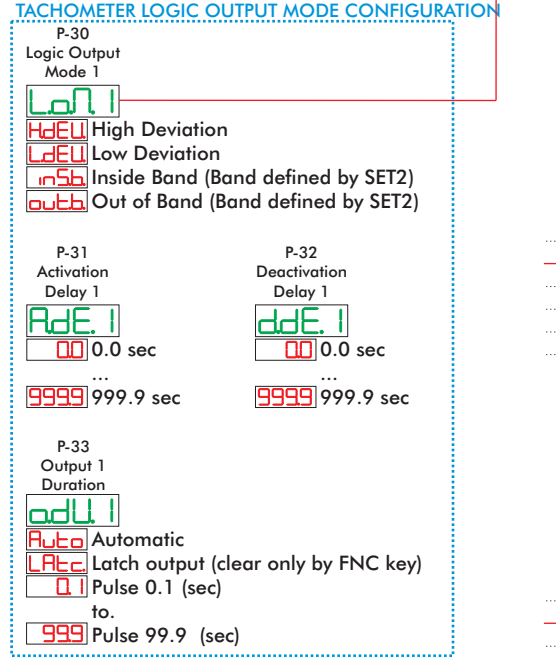 TACHOMETER LOGIC OUTPUT MODE CONFIGURATION
P-30
Logic Output
Mode 1
L.o.П. 1
HdEU. High Deviation
LdEU. Low Deviation
inSb. Inside Band (Band defined by SET2)
outb. Out of Band (Band defined by SET2)
P-31
Activation
Delay 1
A.dE. 1
0.0 0.0 sec
...
999.9 999.9 sec
P-32
Deactivation
Delay 1
d.dE. 1
0.0 0.0 sec
...
999.9 999.9 sec
P-33
Output 1
Duration
o.dU. 1
Auto Automatic
LAtc. Latch output (clear only by FNC key)
0.1 Pulse 0.1 (sec)
to.
99.9 Pulse 99.9 (sec)
...
...
...
...
...
...
...